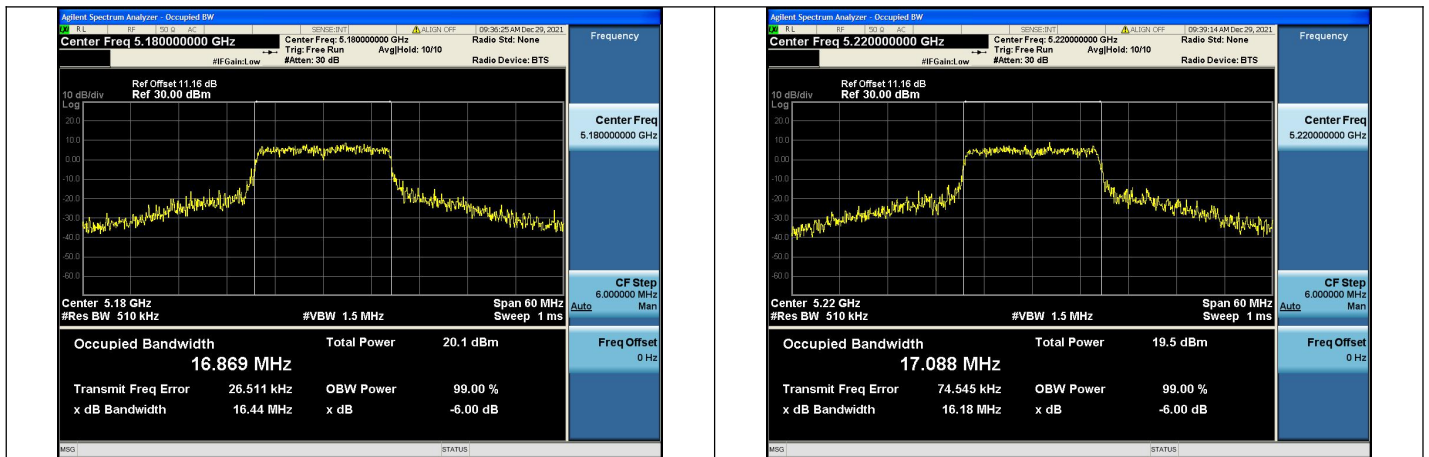 Agilent Spectrum Analyzer - Occupied BW
RL RF 50 Ω AC SENSE:INT ALIGN OFF 09:36:25 AM Dec 29, 2021
Center Freq 5.180000000 GHz
Center Freq: 5.180000000 GHz
Radio Std: None
Trig: Free Run Avg|Hold: 10/10
#IFGain:Low #Atten: 30 dB Radio Device: BTS
Ref Offset 11.16 dB
10 dB/div Ref 30.00 dBm
Log
20.0
10.0
0.00
-10.0
-20.0
-30.0
-40.0
-50.0
-60.0
Center 5.18 GHz Span 60 MHz
#Res BW 510 kHz #VBW 1.5 MHz Sweep 1 ms
Occupied Bandwidth Total Power 20.1 dBm
16.869 MHz
Transmit Freq Error 26.511 kHz OBW Power 99.00 %
x dB Bandwidth 16.44 MHz x dB -6.00 dB
MSG STATUS
Frequency
Center Freq
5.180000000 GHz
CF Step
6.000000 MHz
Auto Man
Freq Offset
0 Hz
Agilent Spectrum Analyzer - Occupied BW
RL RF 50 Ω AC SENSE:INT ALIGN OFF 09:39:14 AM Dec 29, 2021
Center Freq 5.220000000 GHz
Center Freq: 5.220000000 GHz
Radio Std: None
Trig: Free Run Avg|Hold: 10/10
#IFGain:Low #Atten: 30 dB Radio Device: BTS
Ref Offset 11.16 dB
10 dB/div Ref 30.00 dBm
Log
20.0
10.0
0.00
-10.0
-20.0
-30.0
-40.0
-50.0
-60.0
Center 5.22 GHz Span 60 MHz
#Res BW 510 kHz #VBW 1.5 MHz Sweep 1 ms
Occupied Bandwidth Total Power 19.5 dBm
17.088 MHz
Transmit Freq Error 74.545 kHz OBW Power 99.00 %
x dB Bandwidth 16.18 MHz x dB -6.00 dB
MSG STATUS
Frequency
Center Freq
5.220000000 GHz
CF Step
6.000000 MHz
Auto Man
Freq Offset
0 Hz